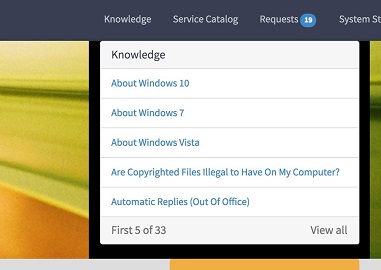 Knowledge Service Catalog Requests 19 System St
Knowledge
About Windows 10
About Windows 7
About Windows Vista
Are Copyrighted Files Illegal to Have On My Computer?
Automatic Replies (Out Of Office)
First 5 of 33 View all